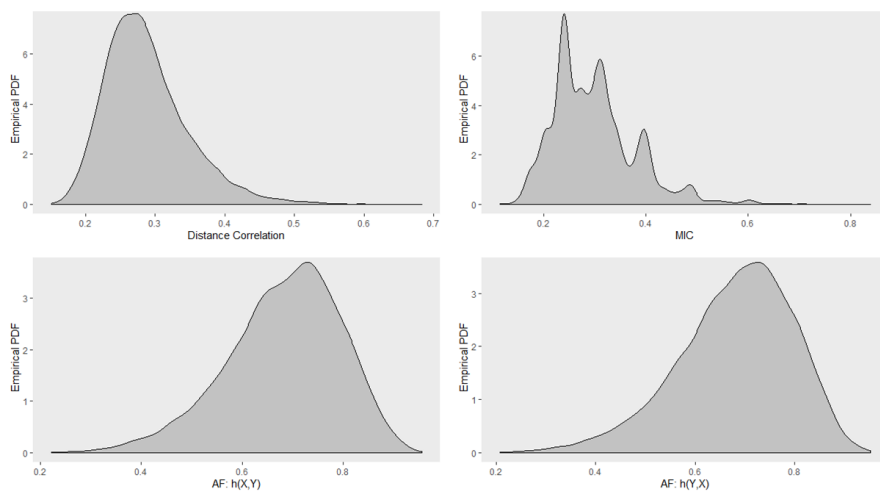 Empirical PDF
6
4
2
0
0.2 0.3 0.4 0.5 0.6 0.7
Distance Correlation
Empirical PDF
6
4
2
0
0.2 0.4 0.6 0.8
MIC
Empirical PDF
3
2
1
0
0.2 0.4 0.6 0.8
AF: h(X,Y)
Empirical PDF
3
2
1
0
0.2 0.4 0.6 0.8
AF: h(Y,X)